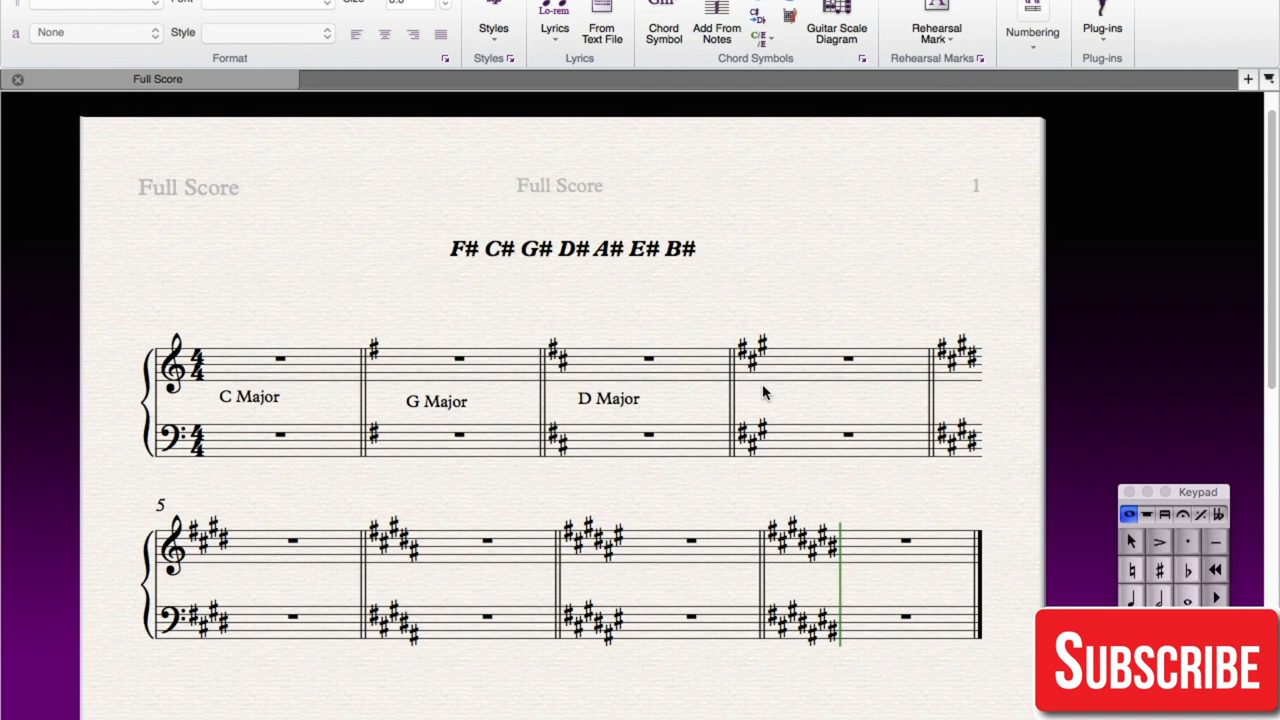 a None Style
Styles
Lyrics
From
Text File
Chord
Symbol
Add From
Notes
Guitar Scale
Diagram
Rehearsal
Mark
Numbering
Plug-ins
Format Styles Lyrics Chord Symbols Rehearsal Marks Plug-ins
Full Score
Full Score Full Score 1
F# C# G# D# A# E# B#
C Major G Major D Major
5
Keypad
SUBSCRIBE